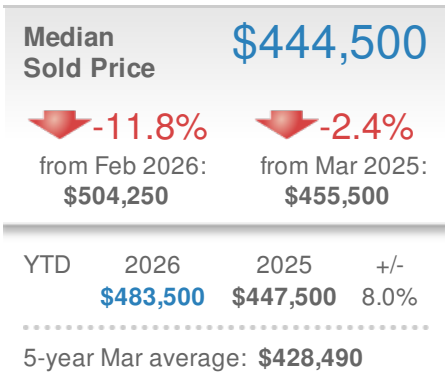 Median $444,500
Sold Price
-11.8% -2.4%
from Feb 2026: from Mar 2025:
$504,250 $455,500
YTD 2026 2025 +/-
$483,500 $447,500 8.0%
5-year Mar average: $428,490